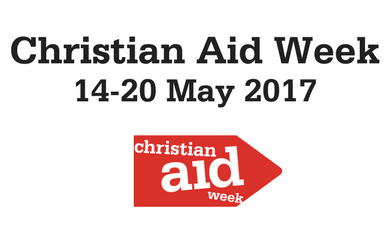 Christian Aid Week
14-20 May 2017
christian
aid
week